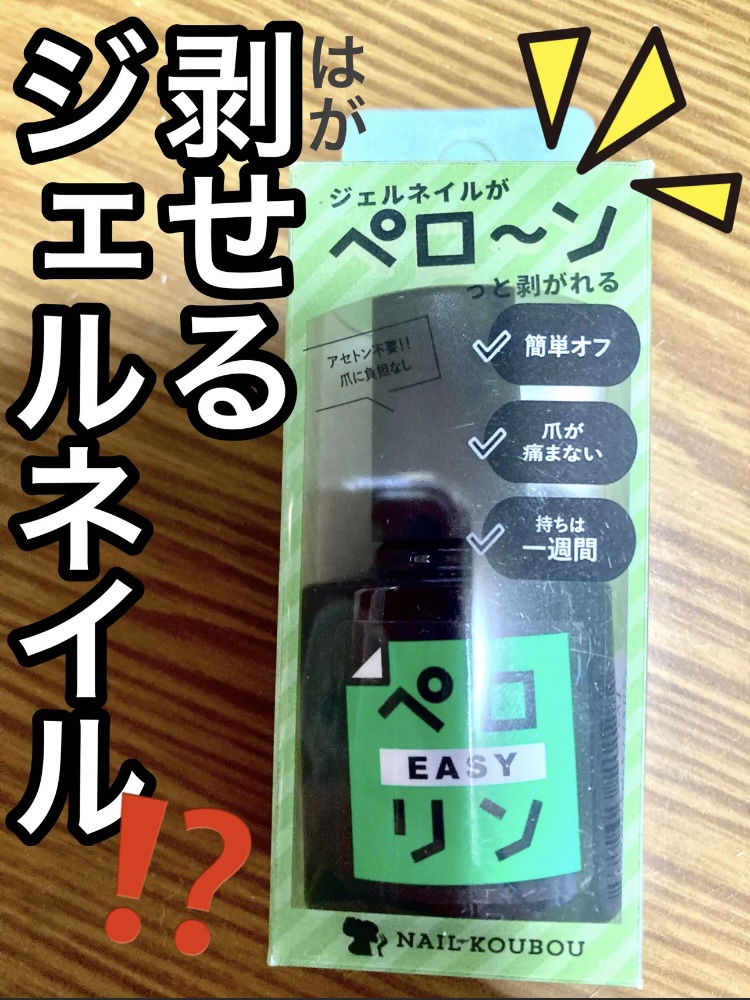 剥せる
はが
ジェルネイル
⁉
ジェルネイルが
ペロ〜ン
っと剥がれる
アセトン不要!!
爪に負担なし
簡単オフ
爪が
痛まない
持ちは
一週間
ペロ
EASY
リン
NAIL-KOUBOU